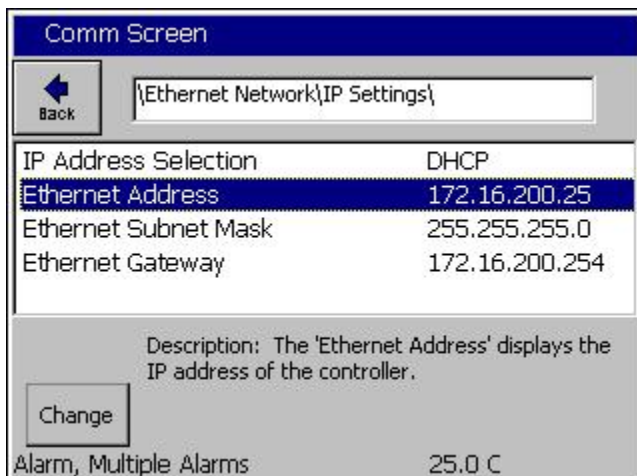 Comm Screen
Back
\Ethernet Network\IP Settings\
IP Address Selection DHCP
Ethernet Address 172.16.200.25
Ethernet Subnet Mask 255.255.255.0
Ethernet Gateway 172.16.200.254
Description: The 'Ethernet Address' displays the
IP address of the controller.
Change
Alarm, Multiple Alarms 25.0 C